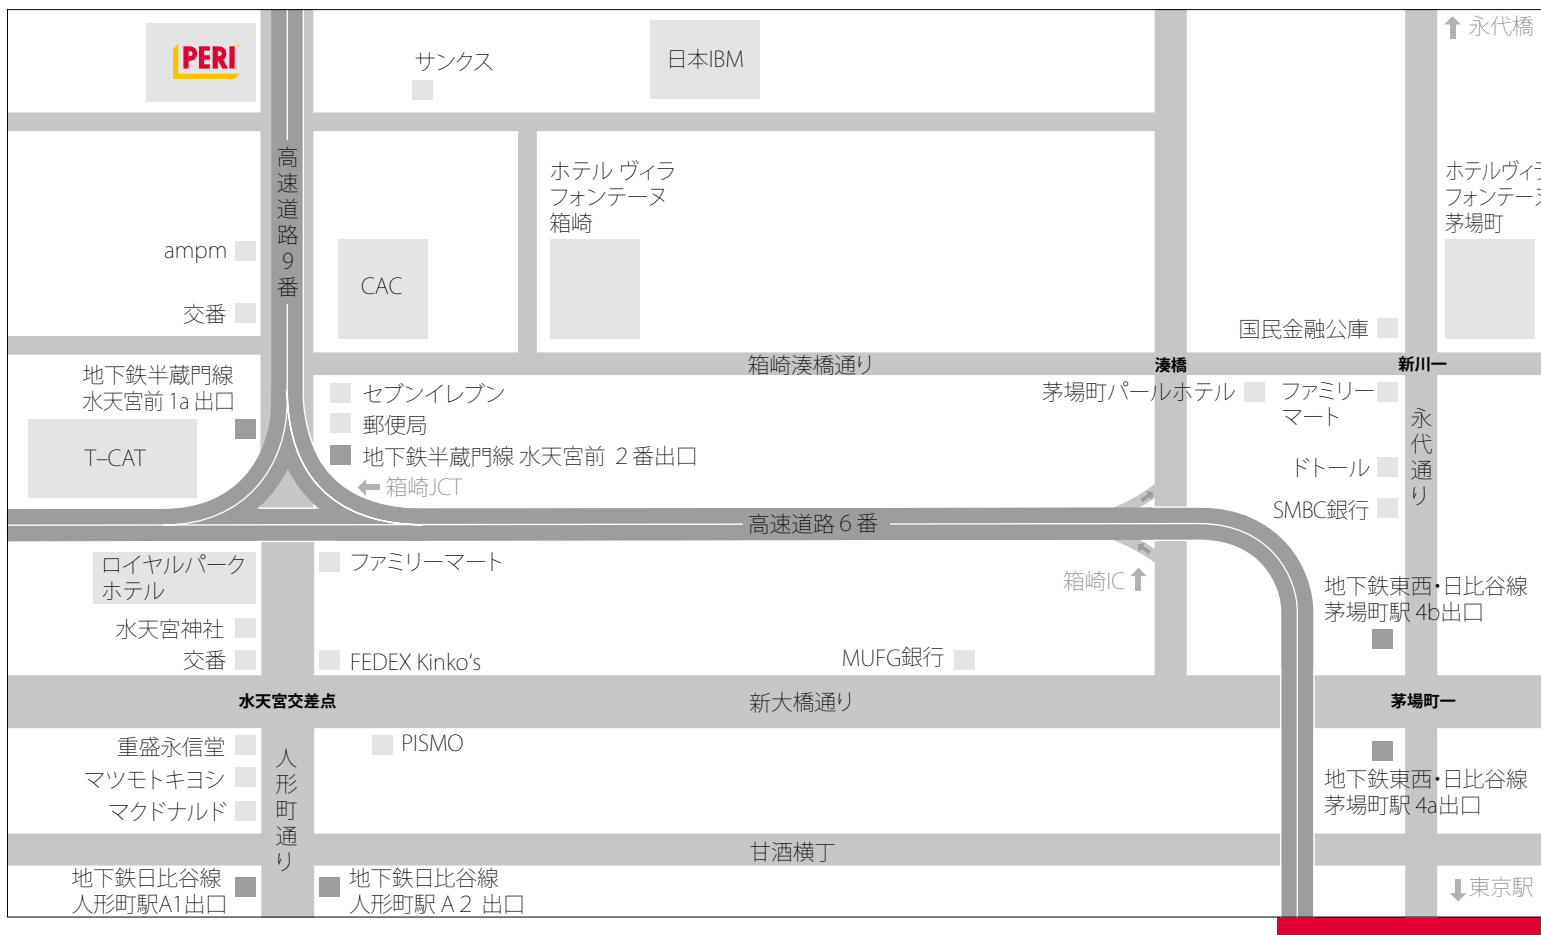 PERI
サンクス
日本IBM
永代橋
高速道路9番
ホテル ヴィラ
フォンテーヌ
箱崎
ホテルヴィラ
フォンテーヌ
茅場町
ampm
CAC
交番
国民金融公庫
箱崎湊橋通り
湊橋
新川一
地下鉄半蔵門線
水天宮前 1a 出口
セブンイレブン
郵便局
地下鉄半蔵門線 水天宮前 2番出口
茅場町パールホテル
ファミリー
マート
永代通り
T–CAT
箱崎JCT
ドトール
SMBC銀行
高速道路6番
ロイヤルパーク
ホテル
ファミリーマート
箱崎IC
地下鉄東西・日比谷線
茅場町駅 4b出口
水天宮神社
交番
FEDEX Kinko‘s
MUFG銀行
水天宮交差点
新大橋通り
茅場町一
重盛永信堂
マツモトキヨシ
マクドナルド
人形町通り
PISMO
地下鉄東西・日比谷線
茅場町駅 4a出口
甘酒横丁
地下鉄日比谷線
人形町駅A1出口
地下鉄日比谷線
人形町駅 A2 出口
東京駅